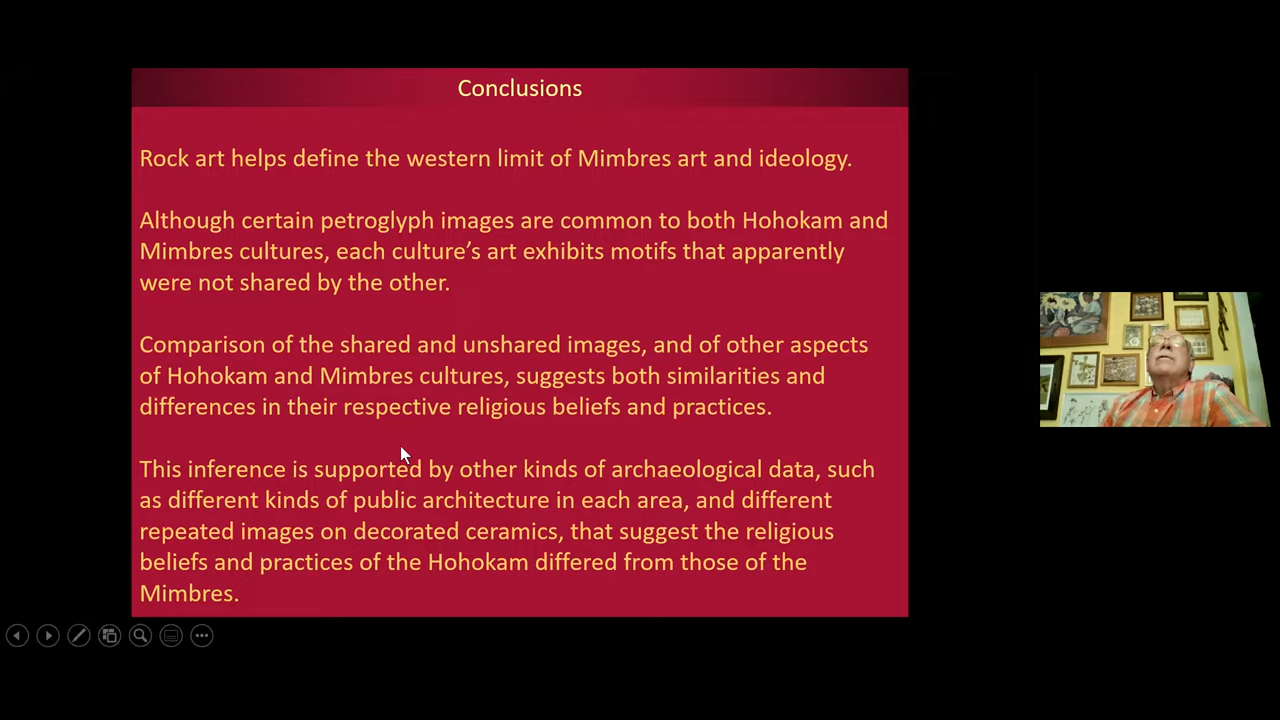 Conclusions
Rock art helps define the western limit of Mimbres art and ideology.
Although certain petroglyph images are common to both Hohokam and
Mimbres cultures, each culture’s art exhibits motifs that apparently
were not shared by the other.
Comparison of the shared and unshared images, and of other aspects
of Hohokam and Mimbres cultures, suggests both similarities and
differences in their respective religious beliefs and practices.
This inference is supported by other kinds of archaeological data, such
as different kinds of public architecture in each area, and different
repeated images on decorated ceramics, that suggest the religious
beliefs and practices of the Hohokam differed from those of the
Mimbres.